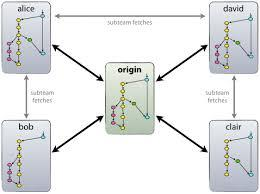 alice
david
subteam fetches
origin
subteam
fetches
subteam
fetches
bob
clair